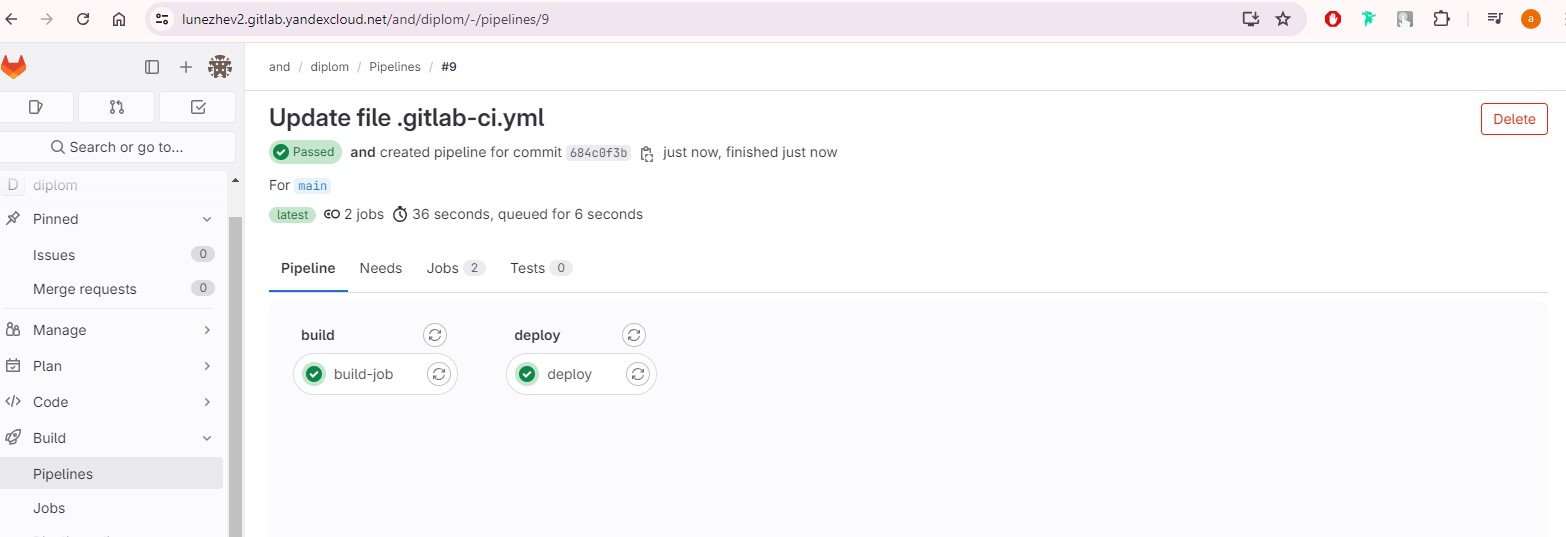 lunezhev2.gitlab.yandexcloud.net/and/diplom/-/pipelines/9
a
and / diplom / Pipelines / #9
Update file .gitlab-ci.yml
Delete
Passed and created pipeline for commit 684c0f3b just now, finished just now
For main
latest 2 jobs 36 seconds, queued for 6 seconds
Pipeline Needs Jobs 2 Tests 0
build deploy
build-job deploy
Search or go to...
D diplom
Pinned
Issues 0
Merge requests 0
Manage
Plan
Code
Build
Pipelines
Jobs